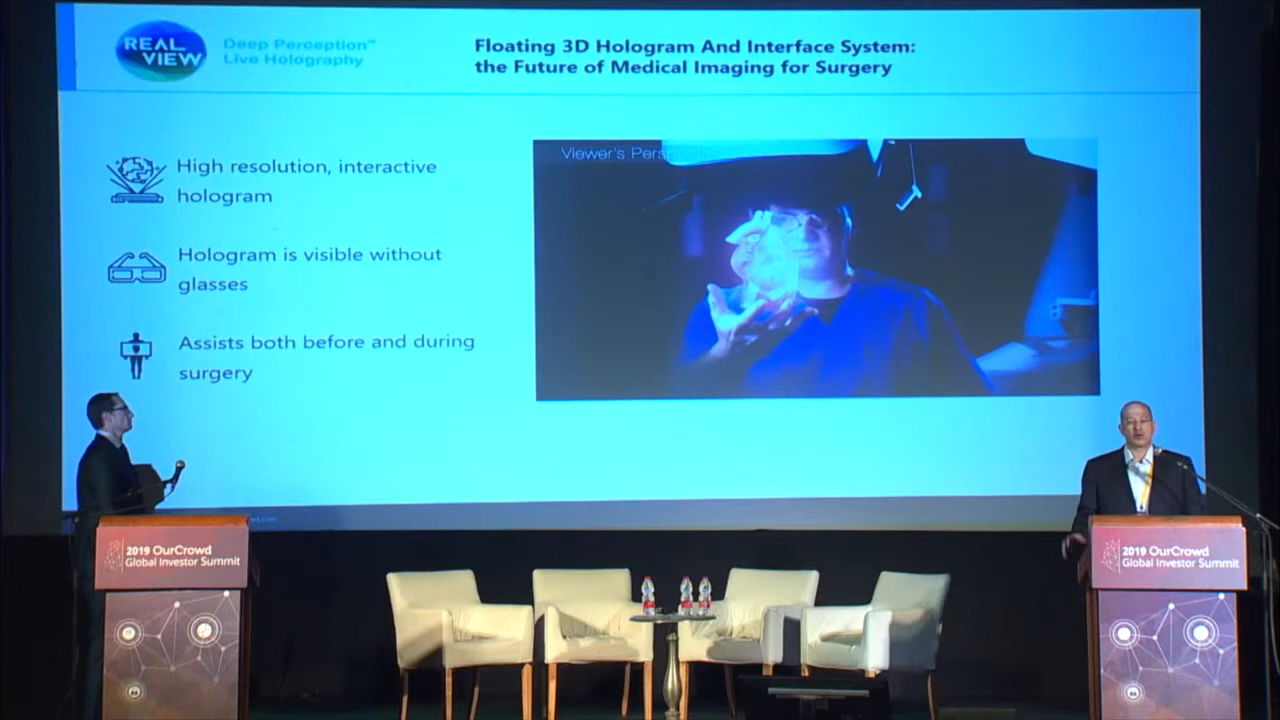 REAL
VIEW
Deep Perception™
Live Holography
Floating 3D Hologram And Interface System:
the Future of Medical Imaging for Surgery
High resolution, interactive
hologram
Hologram is visible without
glasses
Assists both before and during
surgery
Viewer's
2019 OurCrowd
Global Investor Summit
2019 OurCrowd
Global Investor Summit